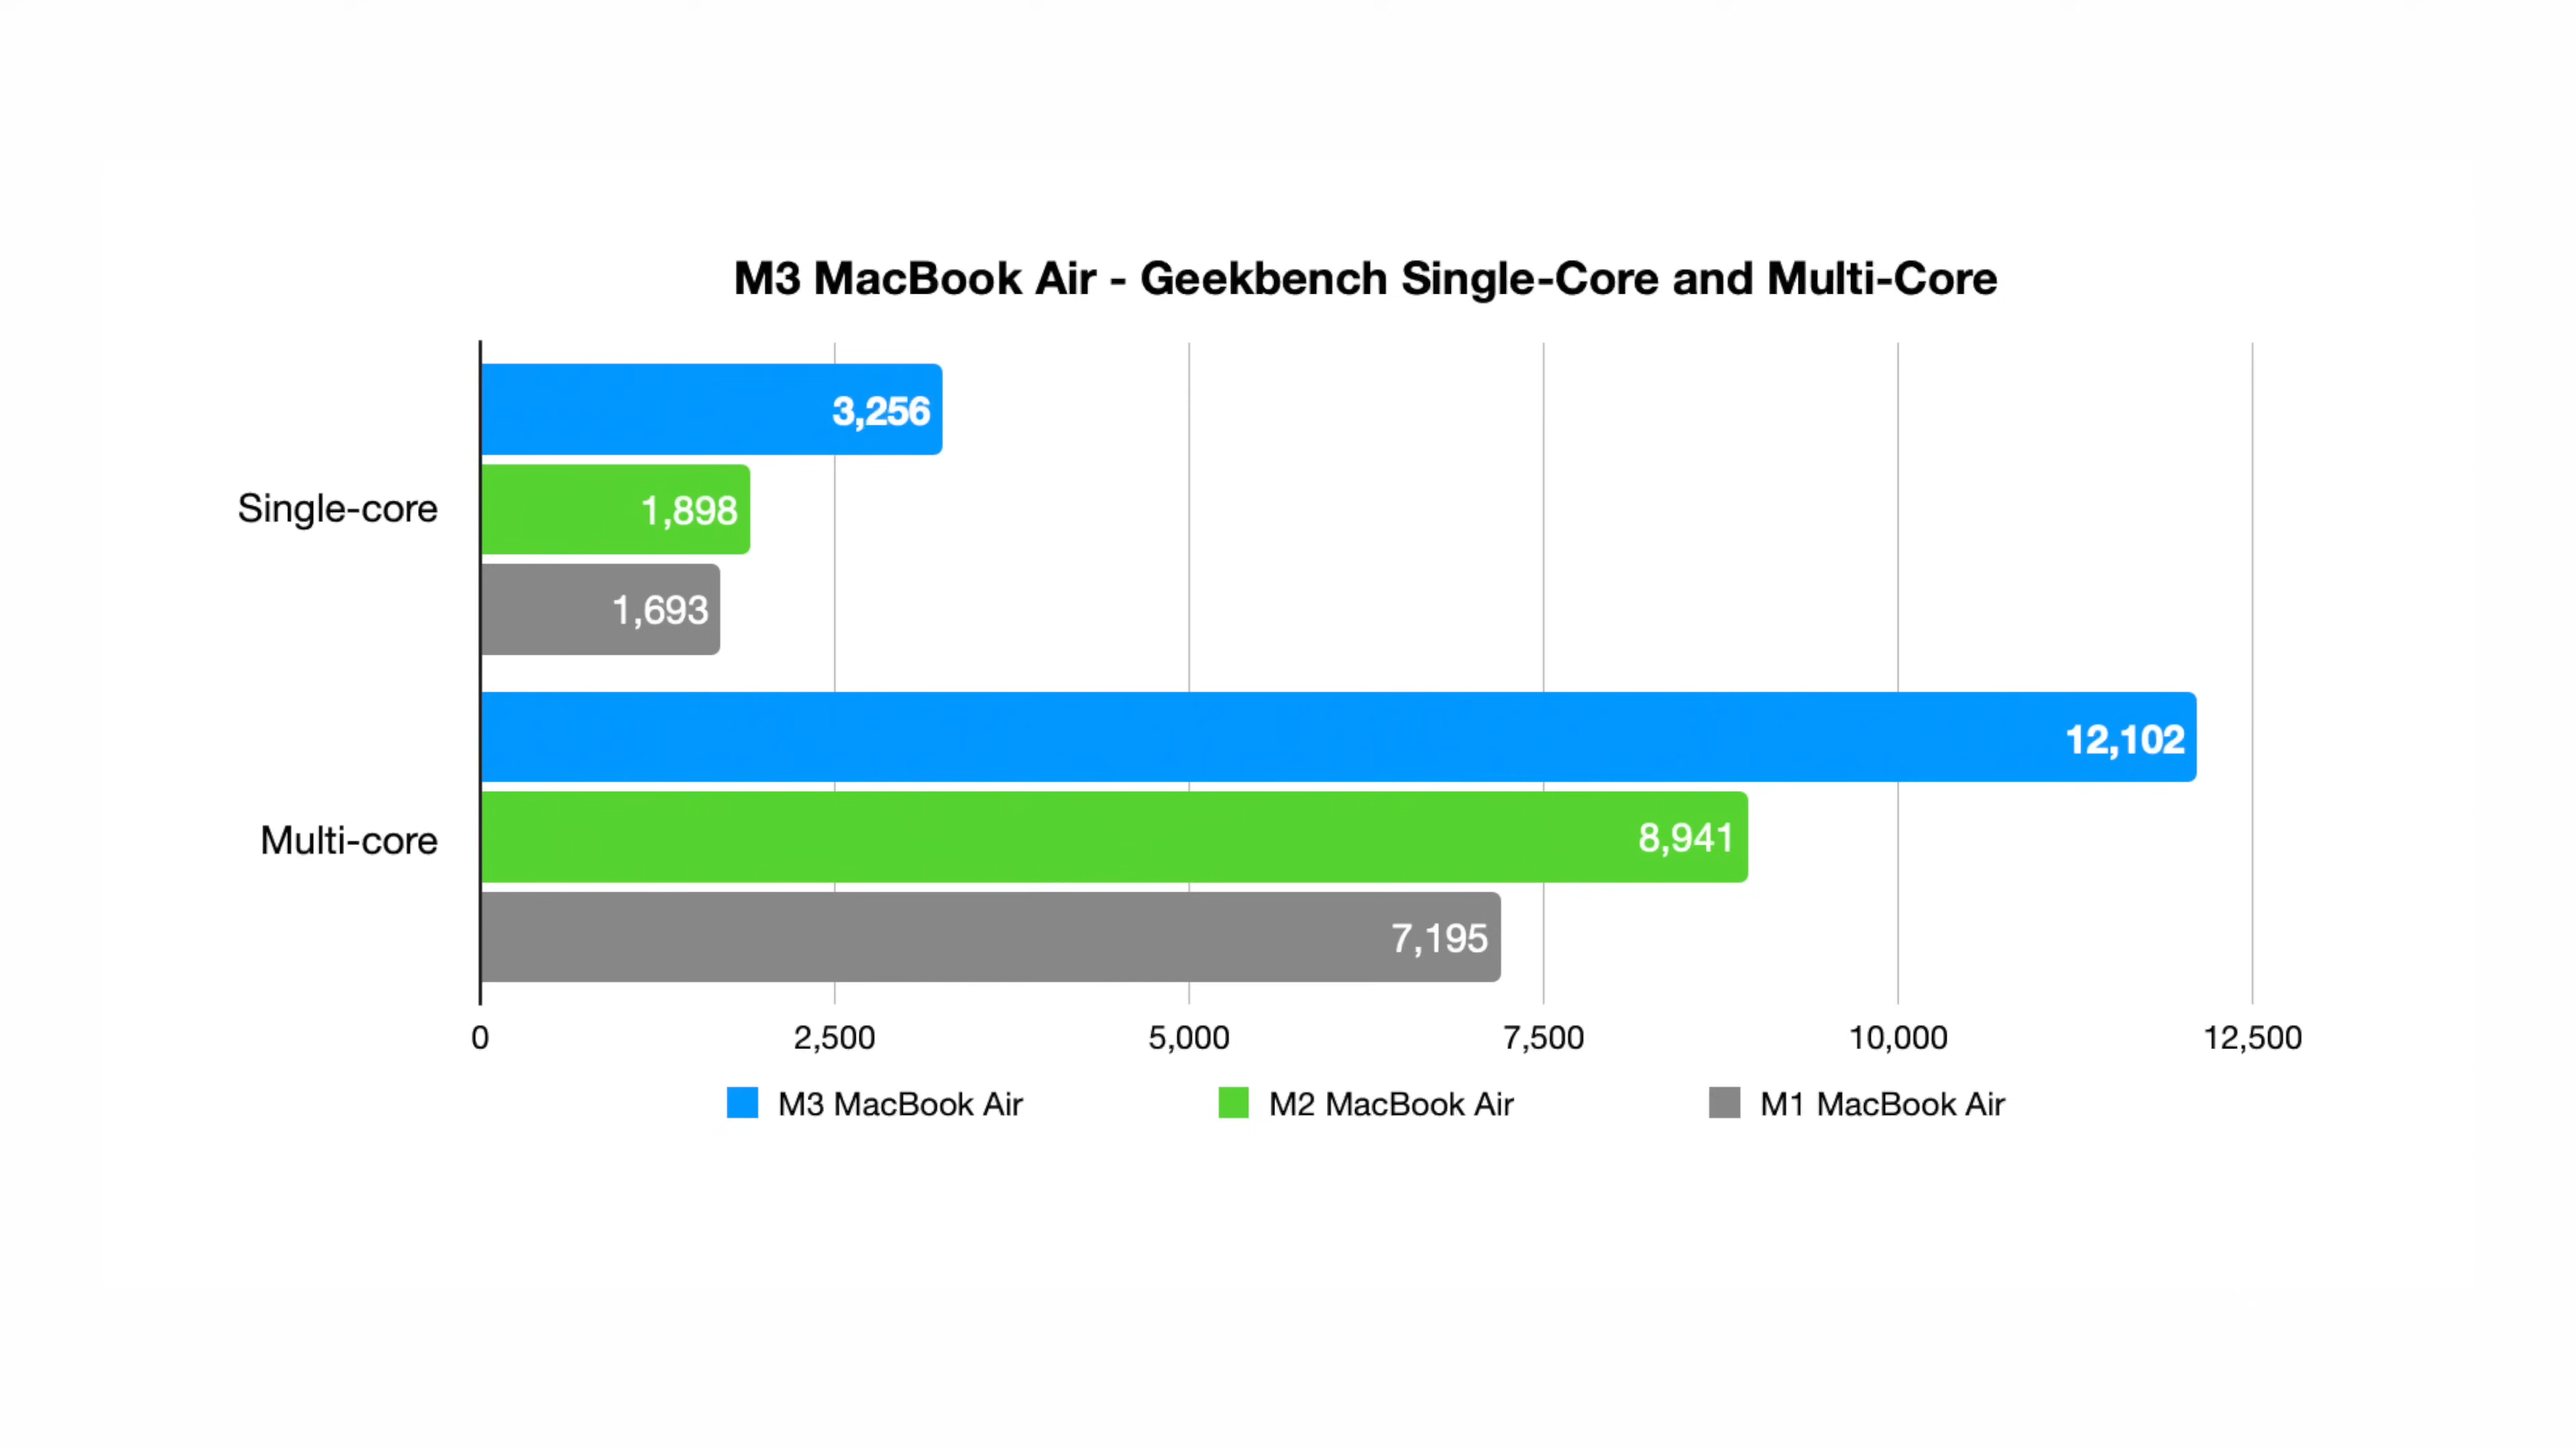 M3 MacBook Air - Geekbench Single-Core and Multi-Core
3,256
Single-core
1,898
1,693
12,102
Multi-core
8,941
7,195
0 2,500 5,000 7,500 10,000 12,500
M3 MacBook Air M2 MacBook Air M1 MacBook Air